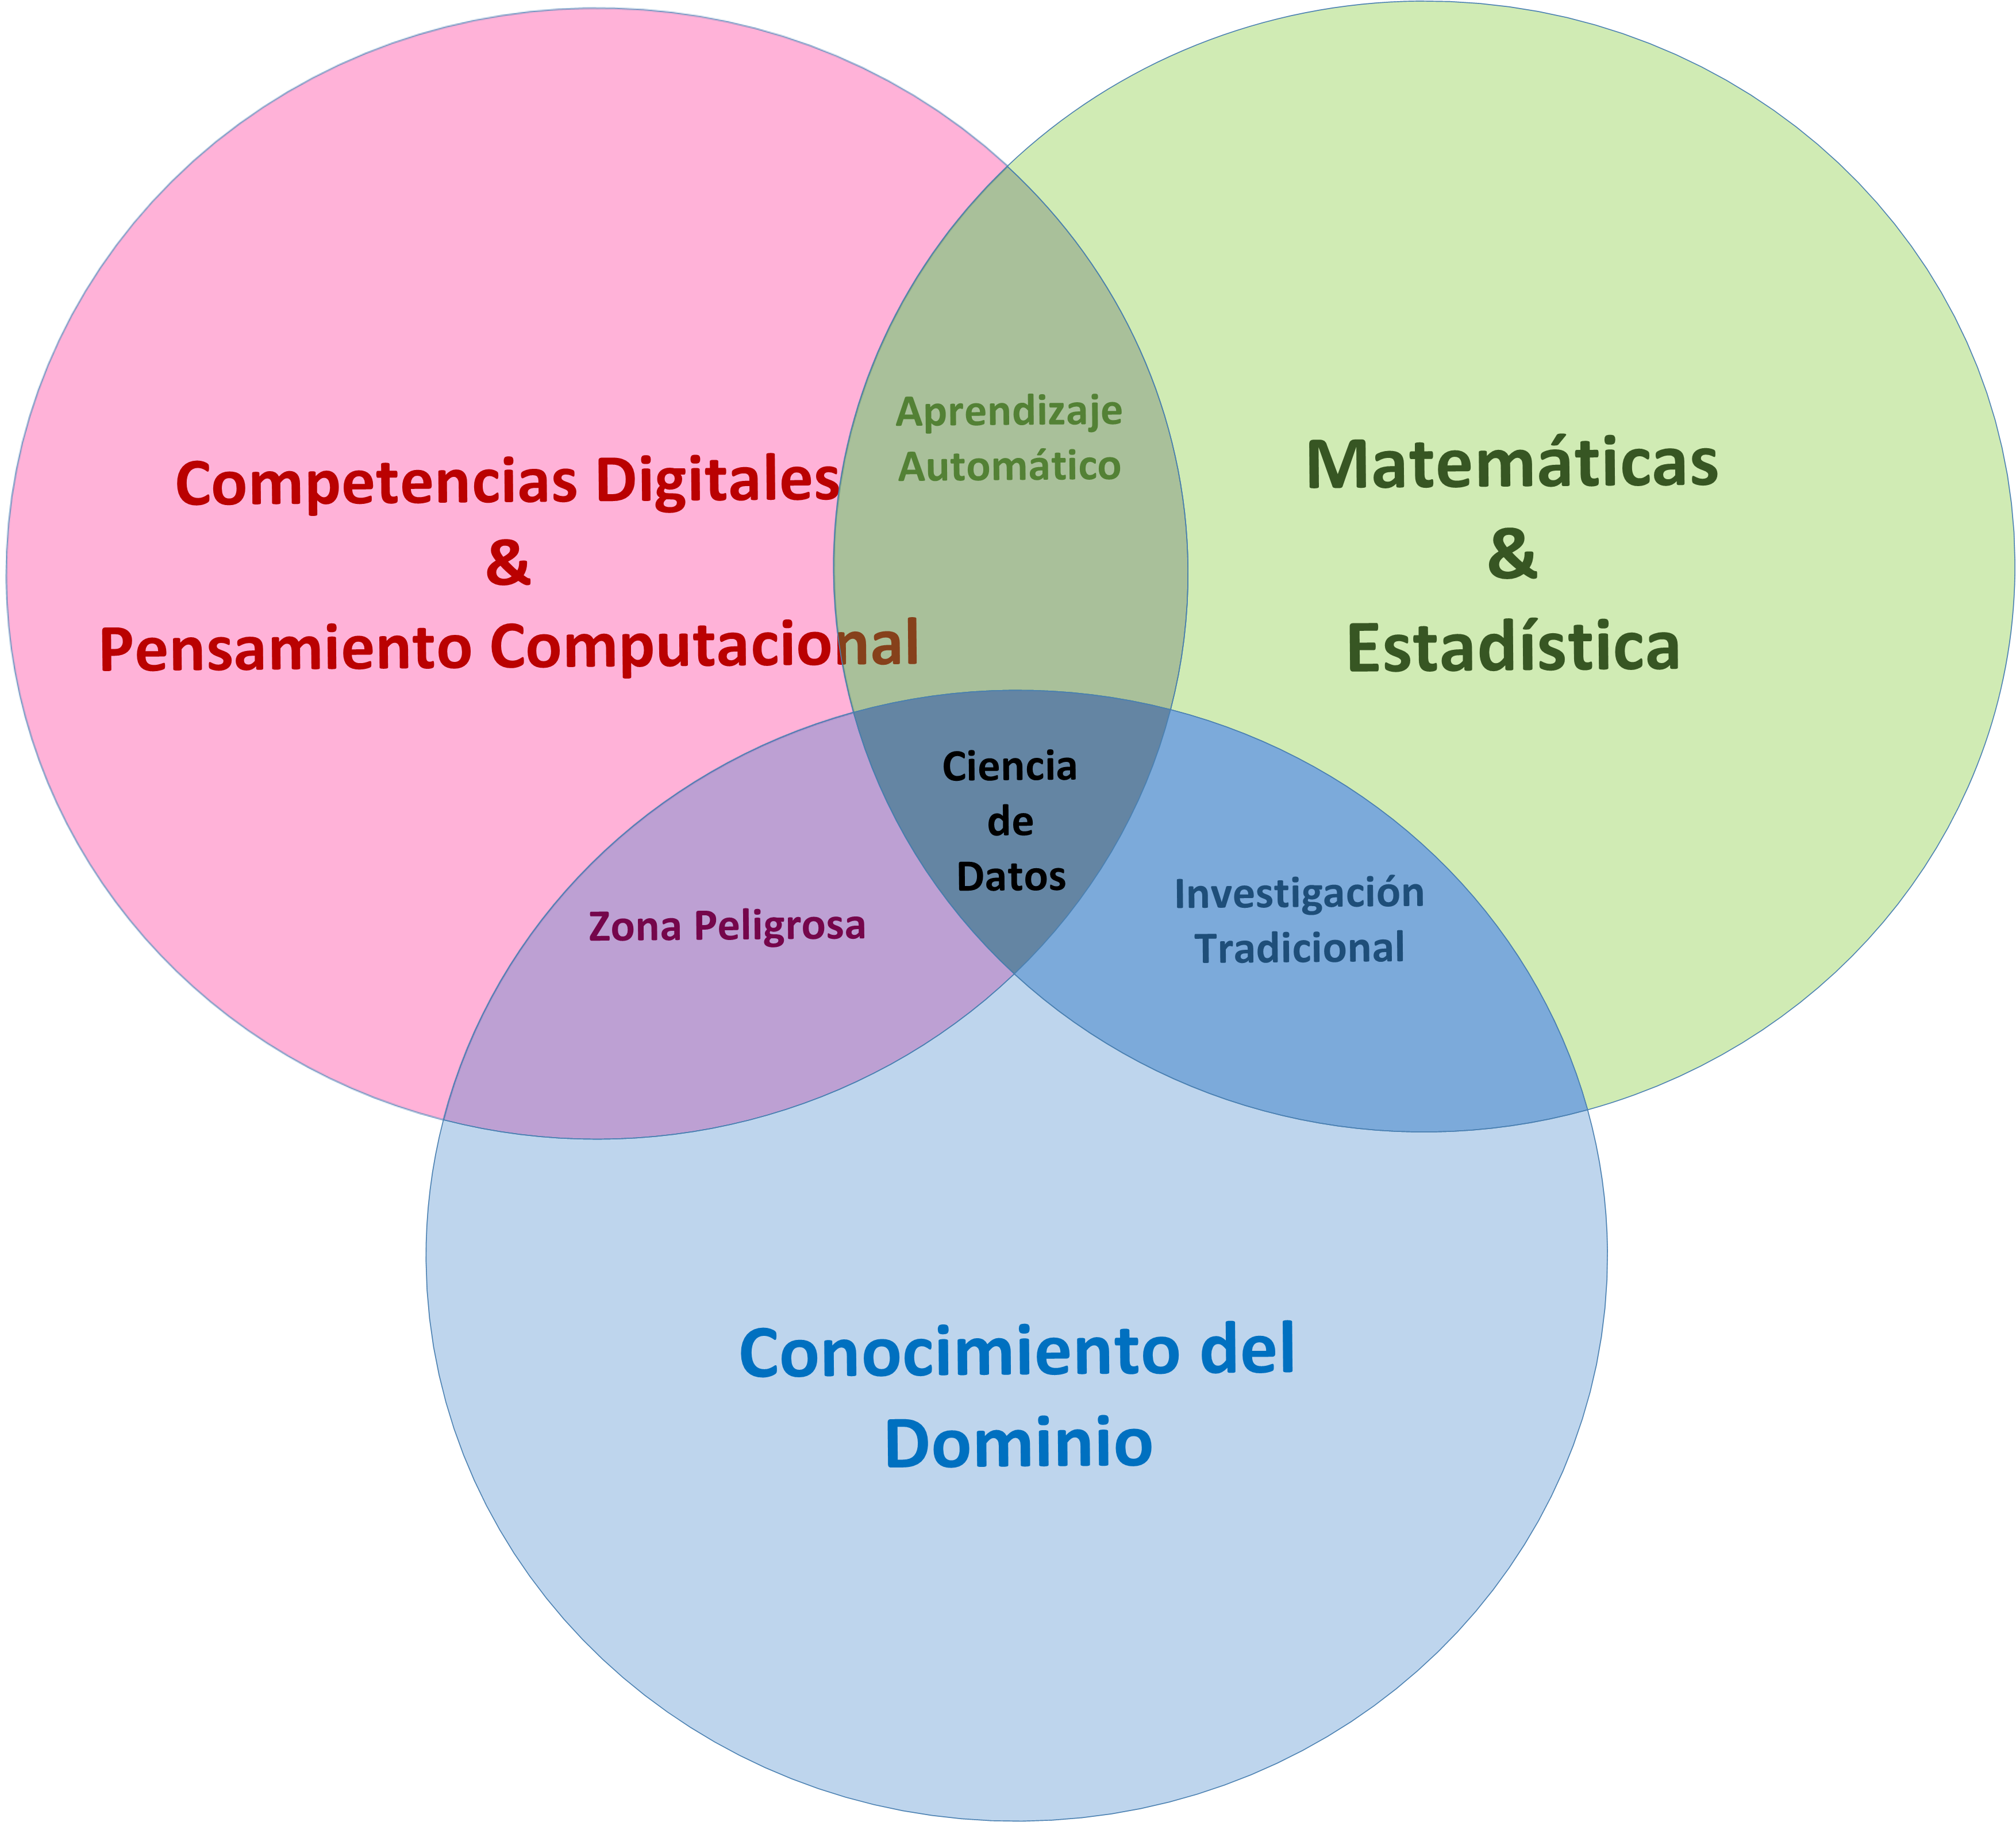 Competencias Digitales
&
Pensamiento Computacional
Aprendizaje
Automático
Matemáticas
&
Estadística
Ciencia
de
Datos
Zona Peligrosa
Investigación
Tradicional
Conocimiento del
Dominio